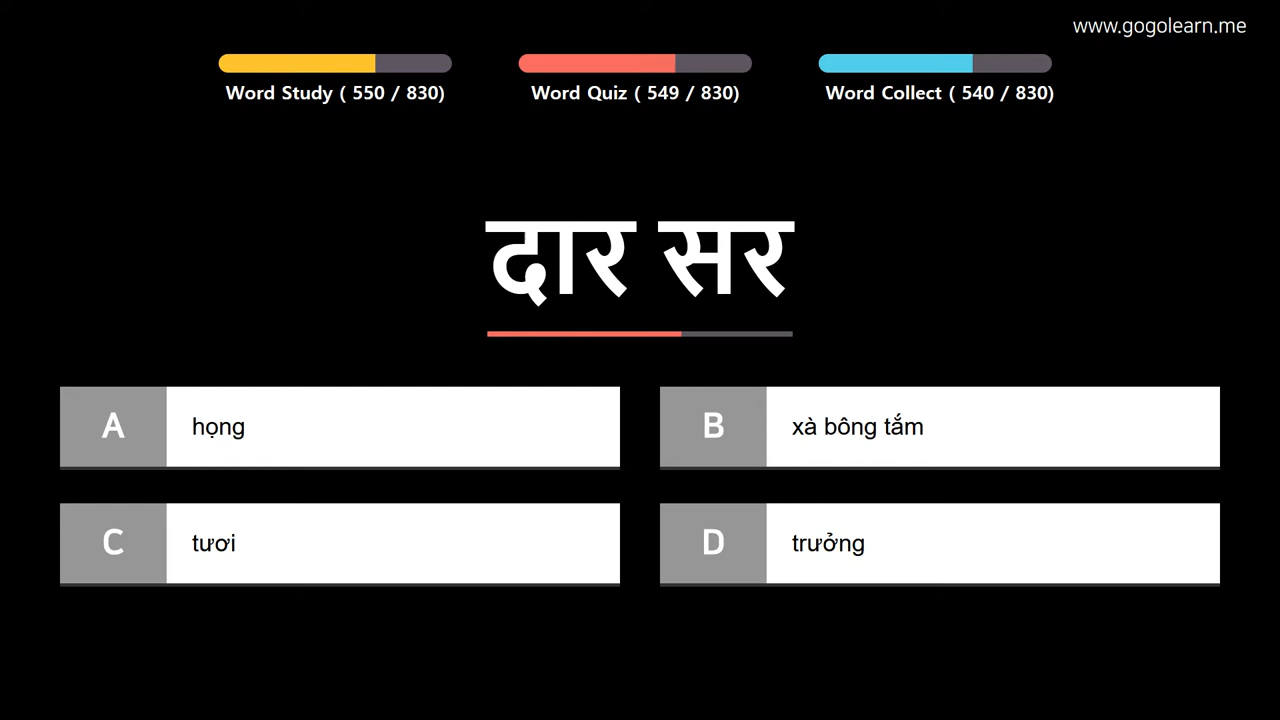 www.gogolearn.me
Word Study ( 550 / 830)
Word Quiz ( 549 / 830)
Word Collect ( 540 / 830)
दार सर
A họng
B xà bông tắm
C tươi
D trưởng